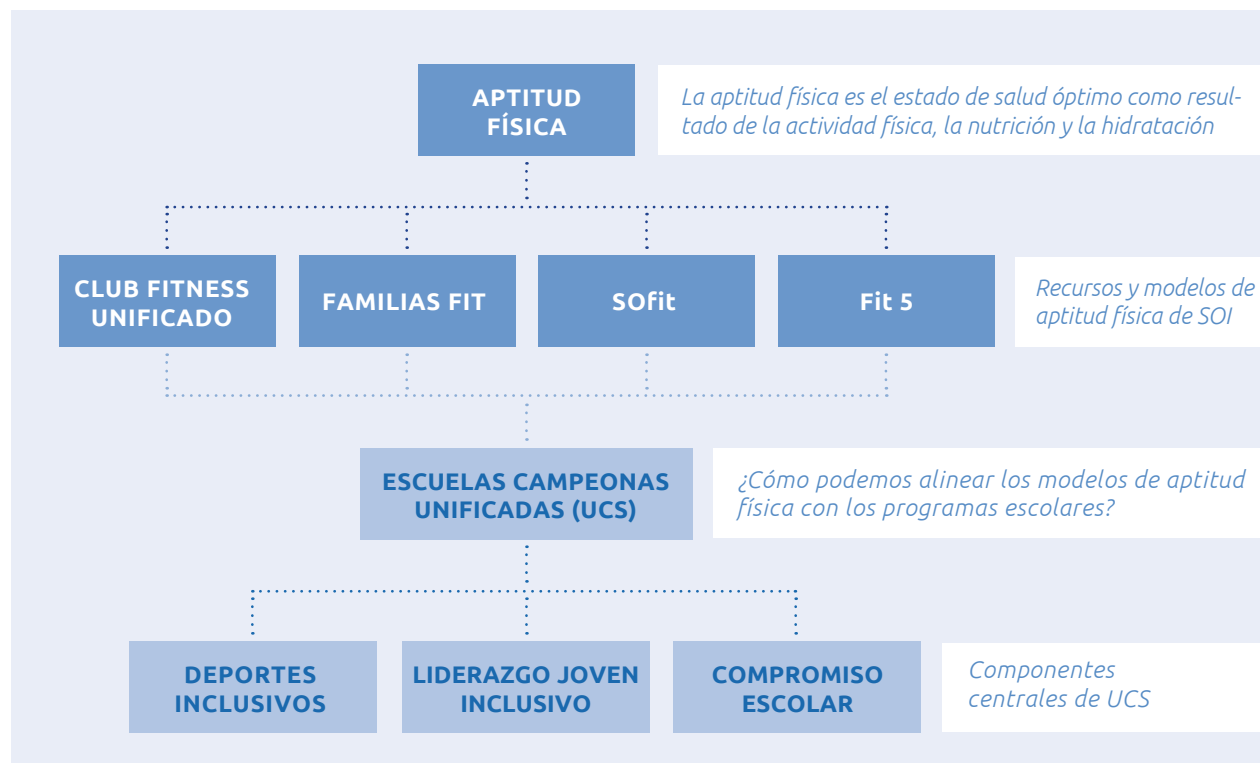 APTITUD
FÍSICA
La aptitud física es el estado de salud óptimo como resul-
tado de la actividad física, la nutrición y la hidratación
CLUB FITNESS
UNIFICADO
FAMILIAS FIT
SOfit
Fit 5
Recursos y modelos de
aptitud física de SOI
ESCUELAS CAMPEONAS
UNIFICADAS (UCS)
¿Cómo podemos alinear los modelos de aptitud
física con los programas escolares?
DEPORTES
INCLUSIVOS
LIDERAZGO JOVEN
INCLUSIVO
COMPROMISO
ESCOLAR
Componentes
centrales de UCS